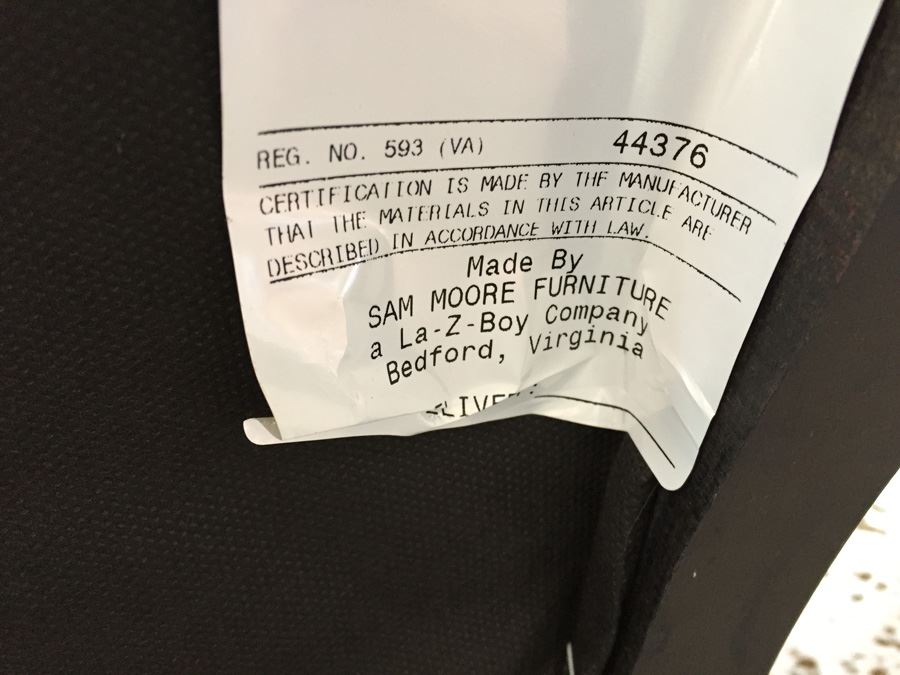 REG. NO. 593 (VA) 44376
CERTIFICATION IS MADE BY THE MANUFACTURER
THAT THE MATERIALS IN THIS ARTICLE ARE
DESCRIBED IN ACCORDANCE WITH LAW.
Made By
SAM MOORE FURNITURE
a La-Z-Boy Company
Bedford, Virginia